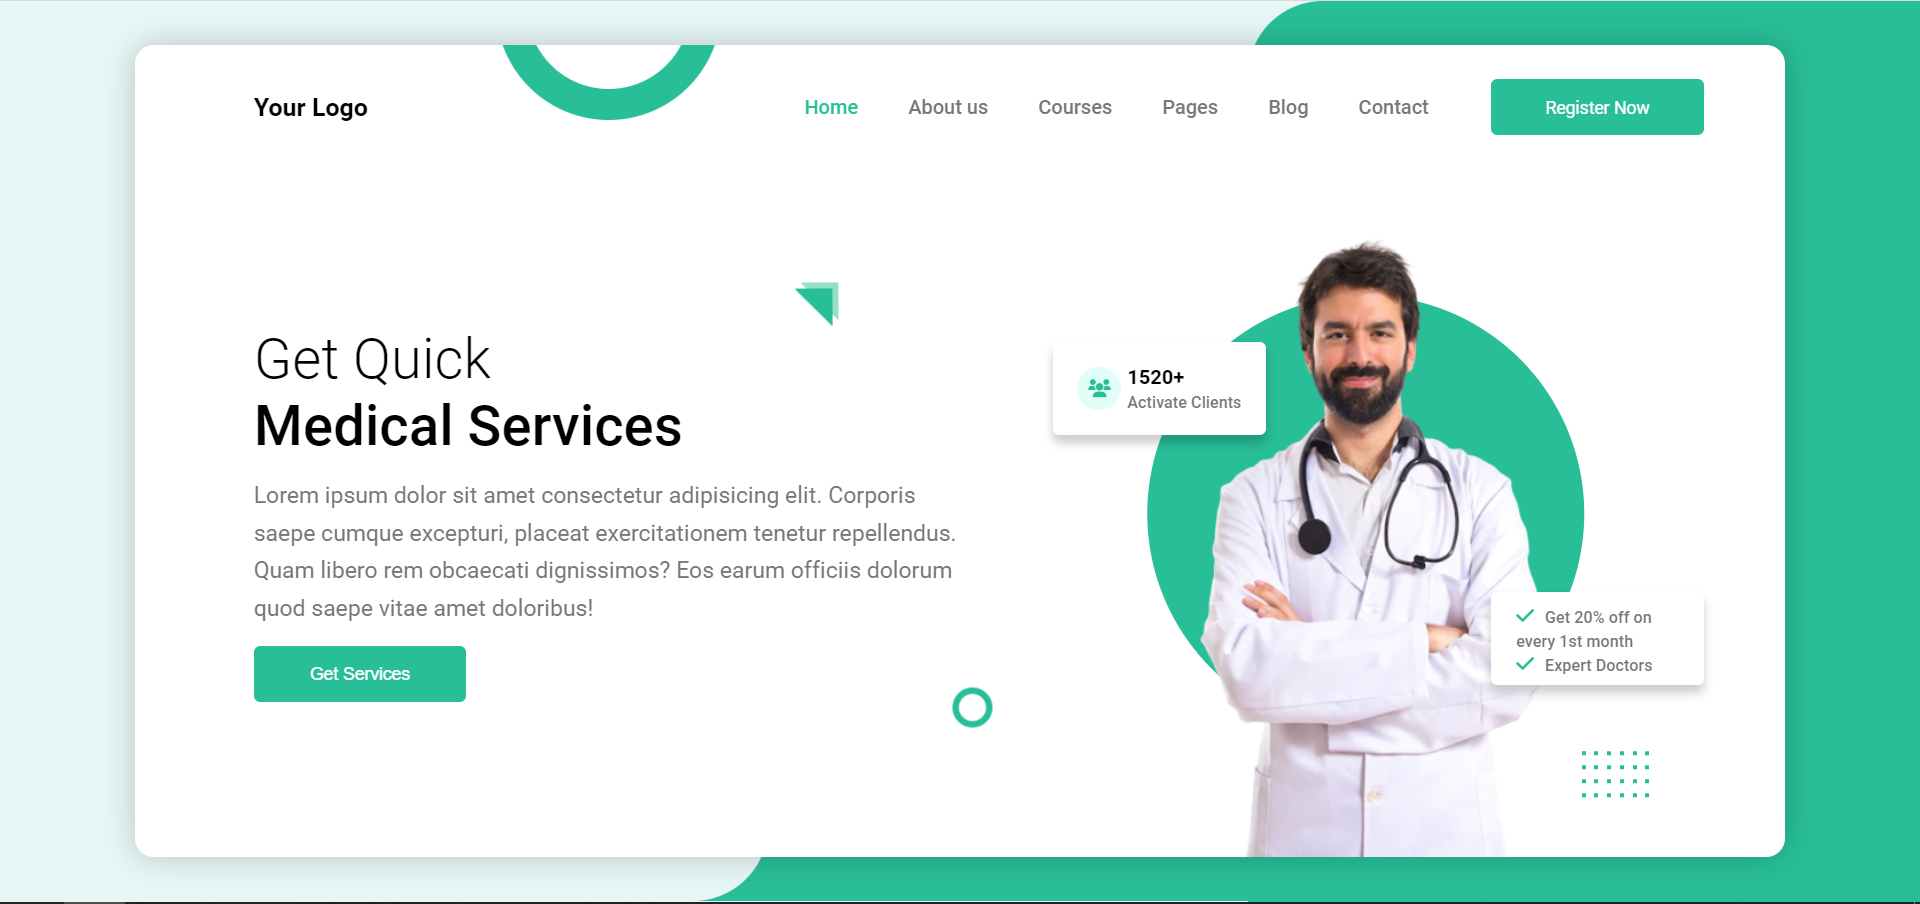 Your Logo
Home
About us
Courses
Pages
Blog
Contact
Register Now
Get Quick
Medical Services
Lorem ipsum dolor sit amet consectetur adipisicing elit. Corporis
saepe cumque excepturi, placeat exercitationem tenetur repellendus.
Quam libero rem obcaecati dignissimos? Eos earum officiis dolorum
quod saepe vitae amet doloribus!
Get Services
1520+
Activate Clients
Get 20% off on
every 1st month
Expert Doctors